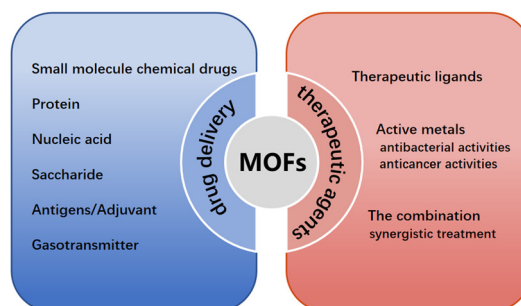 Small molecule chemical drugs
Protein
Nucleic acid
Saccharide
Antigens/Adjuvant
Gasotransmitter
drug delivery
MOFs
therapeutic agents
Therapeutic ligands
Active metals
antibacterial activities
anticancer activities
The combination
synergistic treatment